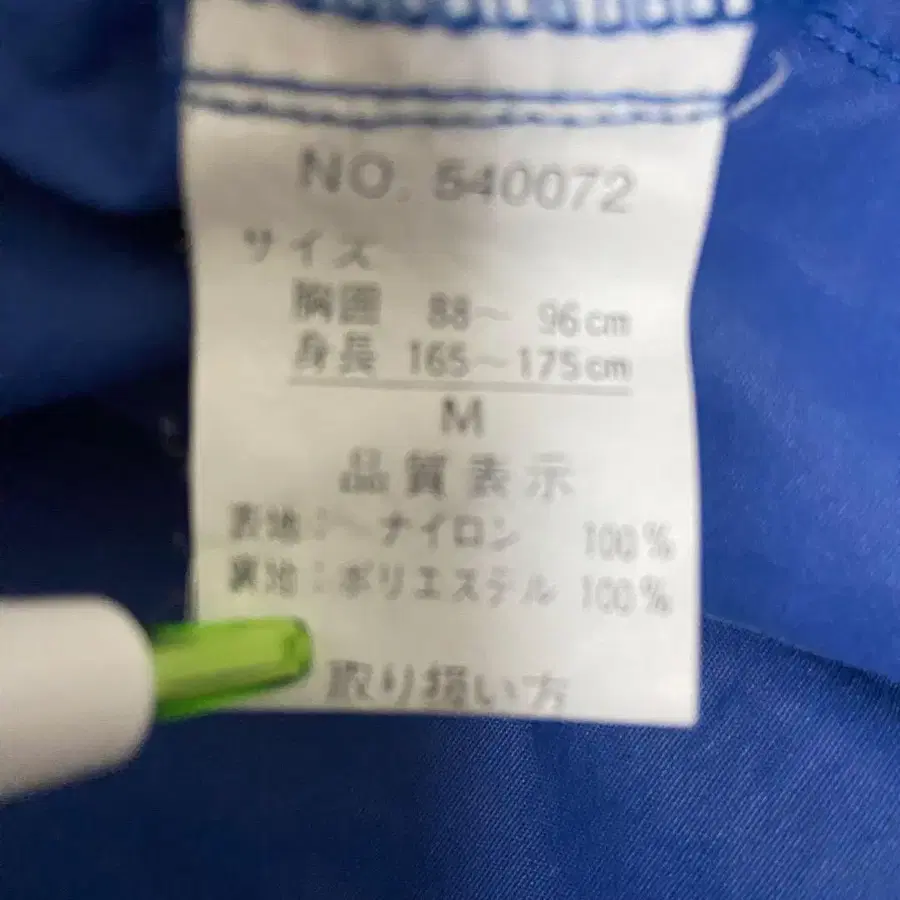 NO. 540072
サイズ
胸囲 88～ 96cm
身長 165～175cm
M
品質表示
表地：ナイロン 100%
裏地：ポリエステル 100%
取り扱い方